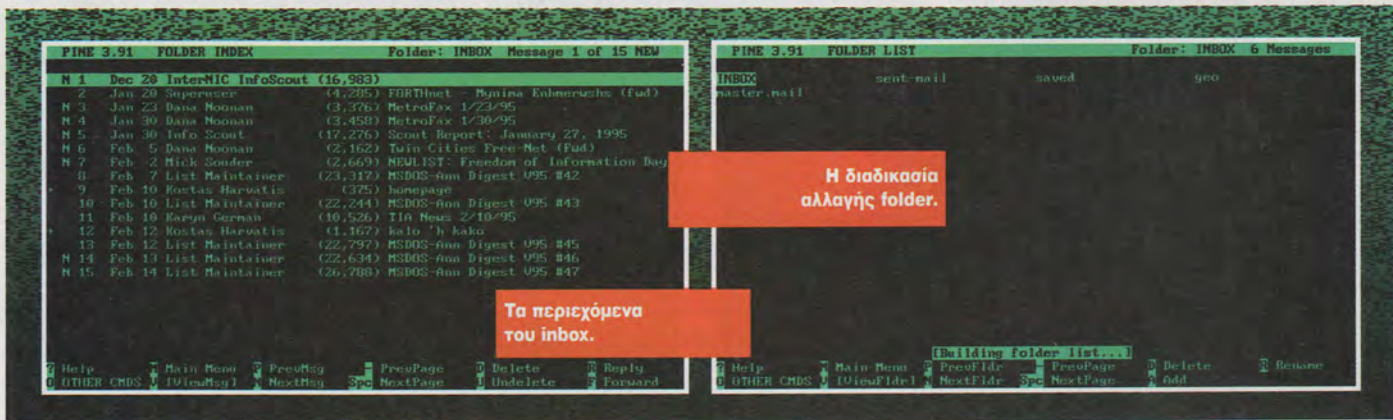 PINE 3.91 FOLDER INDEX Folder: INBOX Message 1 of 15 NEW
N 1 Dec 20 InterNIC InfoScout (16,983)
2 Jan 20 Superuser (4,285) FORTHnet - Mynima Enhmerwshs (fwd)
N 3 Jan 23 Dana Noonan (3,376) MetroFax 1/23/95
N 4 Jan 30 Dana Noonan (3,458) MetroFax 1/30/95
N 5 Jan 30 Info Scout (17,276) Scout Report: January 27, 1995
N 6 Feb 5 Dana Noonan (2,162) Twin Cities Free-Net (Fwd)
N 7 Feb 2 Mick Souder (2,669) NEWLIST: Freedom of Information Day
8 Feb 7 List Maintainer (23,317) MSDOS-Ann Digest V95 #42
+ 9 Feb 10 Kostas Harvatis (375) homepage
10 Feb 10 List Maintainer (22,244) MSDOS-Ann Digest V95 #43
11 Feb 10 Karyn German (10,526) TIA News 2/10/95
+ 12 Feb 12 Kostas Harvatis (1,167) kalo 'h kako
13 Feb 12 List Maintainer (22,797) MSDOS-Ann Digest V95 #45
N 14 Feb 13 List Maintainer (22,634) MSDOS-Ann Digest V95 #46
N 15 Feb 14 List Maintainer (26,788) MSDOS-Ann Digest V95 #47
? Help M Main Menu P PrevMsg - PrevPage D Delete R Reply
O OTHER CMDS V [ViewMsg] N NextMsg Spc NextPage U Undelete F Forward
Τα περιεχόμενα
του inbox.
PINE 3.91 FOLDER LIST Folder: INBOX 6 Messages
INBOX sent-mail saved geo
master.mail
Η διαδικασία
αλλαγής folder.
[Building folder list...]
? Help M Main Menu P PrevFldr - PrevPage D Delete R Rename
O OTHER CMDS V [ViewFldr] N NextFldr Spc NextPage A Add